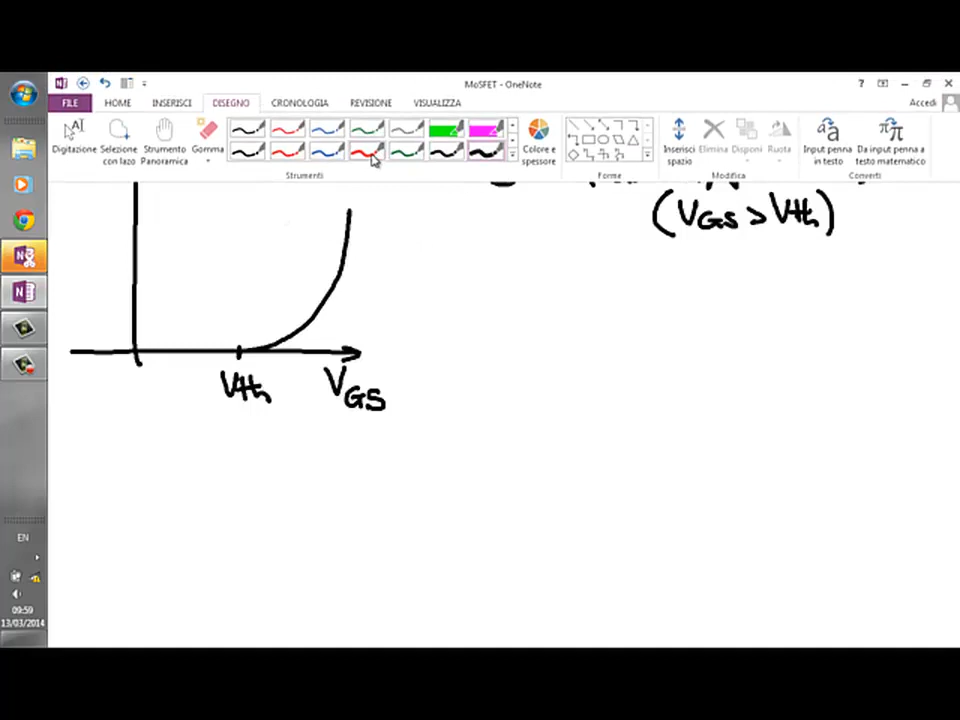 MoSFET - OneNote
FILE HOME INSERISCI DISEGNO CRONOLOGIA REVISIONE VISUALIZZA Accedi
Digitazione Selezione con lazo Strumento Panoramica Gomma Colore e spessore Inserisci spazio Elimina Disponi Ruota Input penna in testo Da input penna a testo matematico
Strumenti Forme Modifica Converti
(VGS > Vth)
Vth VGS
EN
09:59
13/03/2014